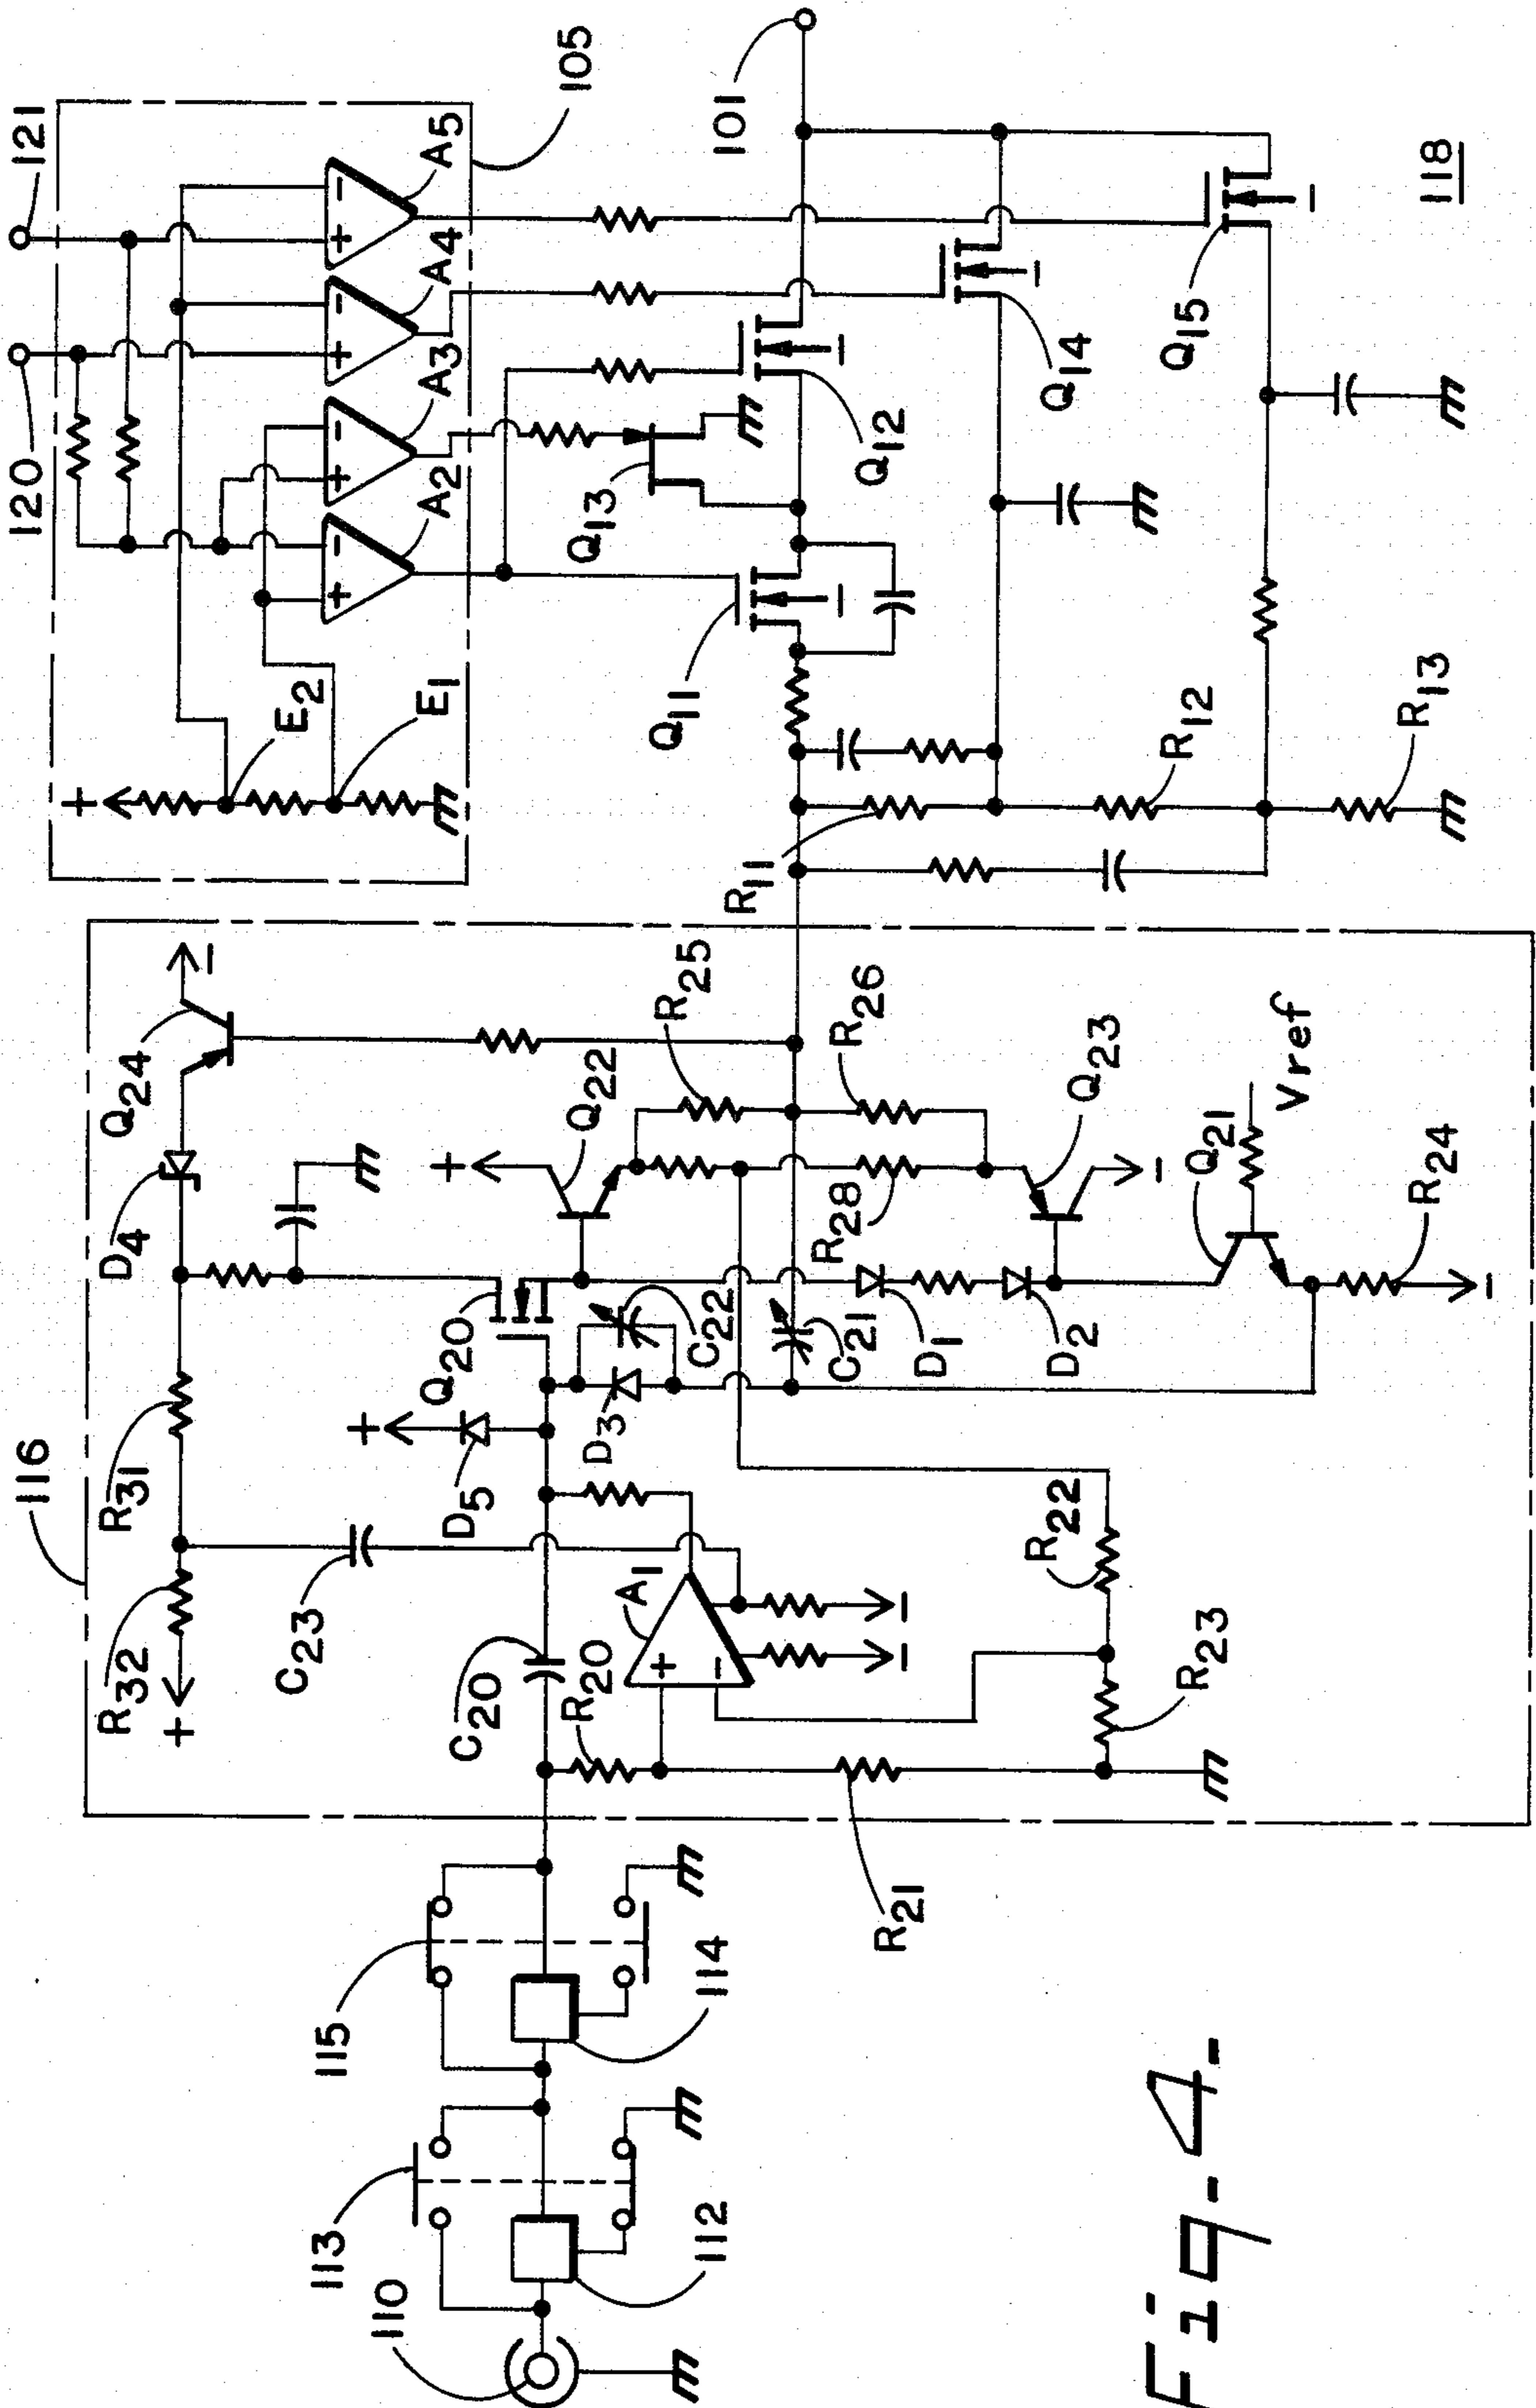 120
121
105
E2
E1
A2
A3
A4
A5
+
-
+
-
+
-
+
-
+
Q13
Q11
Q12
Q14
Q15
-
-
-
-
101
118
R11
R12
R13
116
R32
+
R31
D4
Q24
-
C23
D5
+
Q20
Q22
+
R25
C20
R20
A1
+
-
-
-
D3
C22
C21
R28
R26
Q23
-
D1
D2
Q21
Vref
R24
-
R22
R23
R21
110
113
112
115
114
Fig-4-